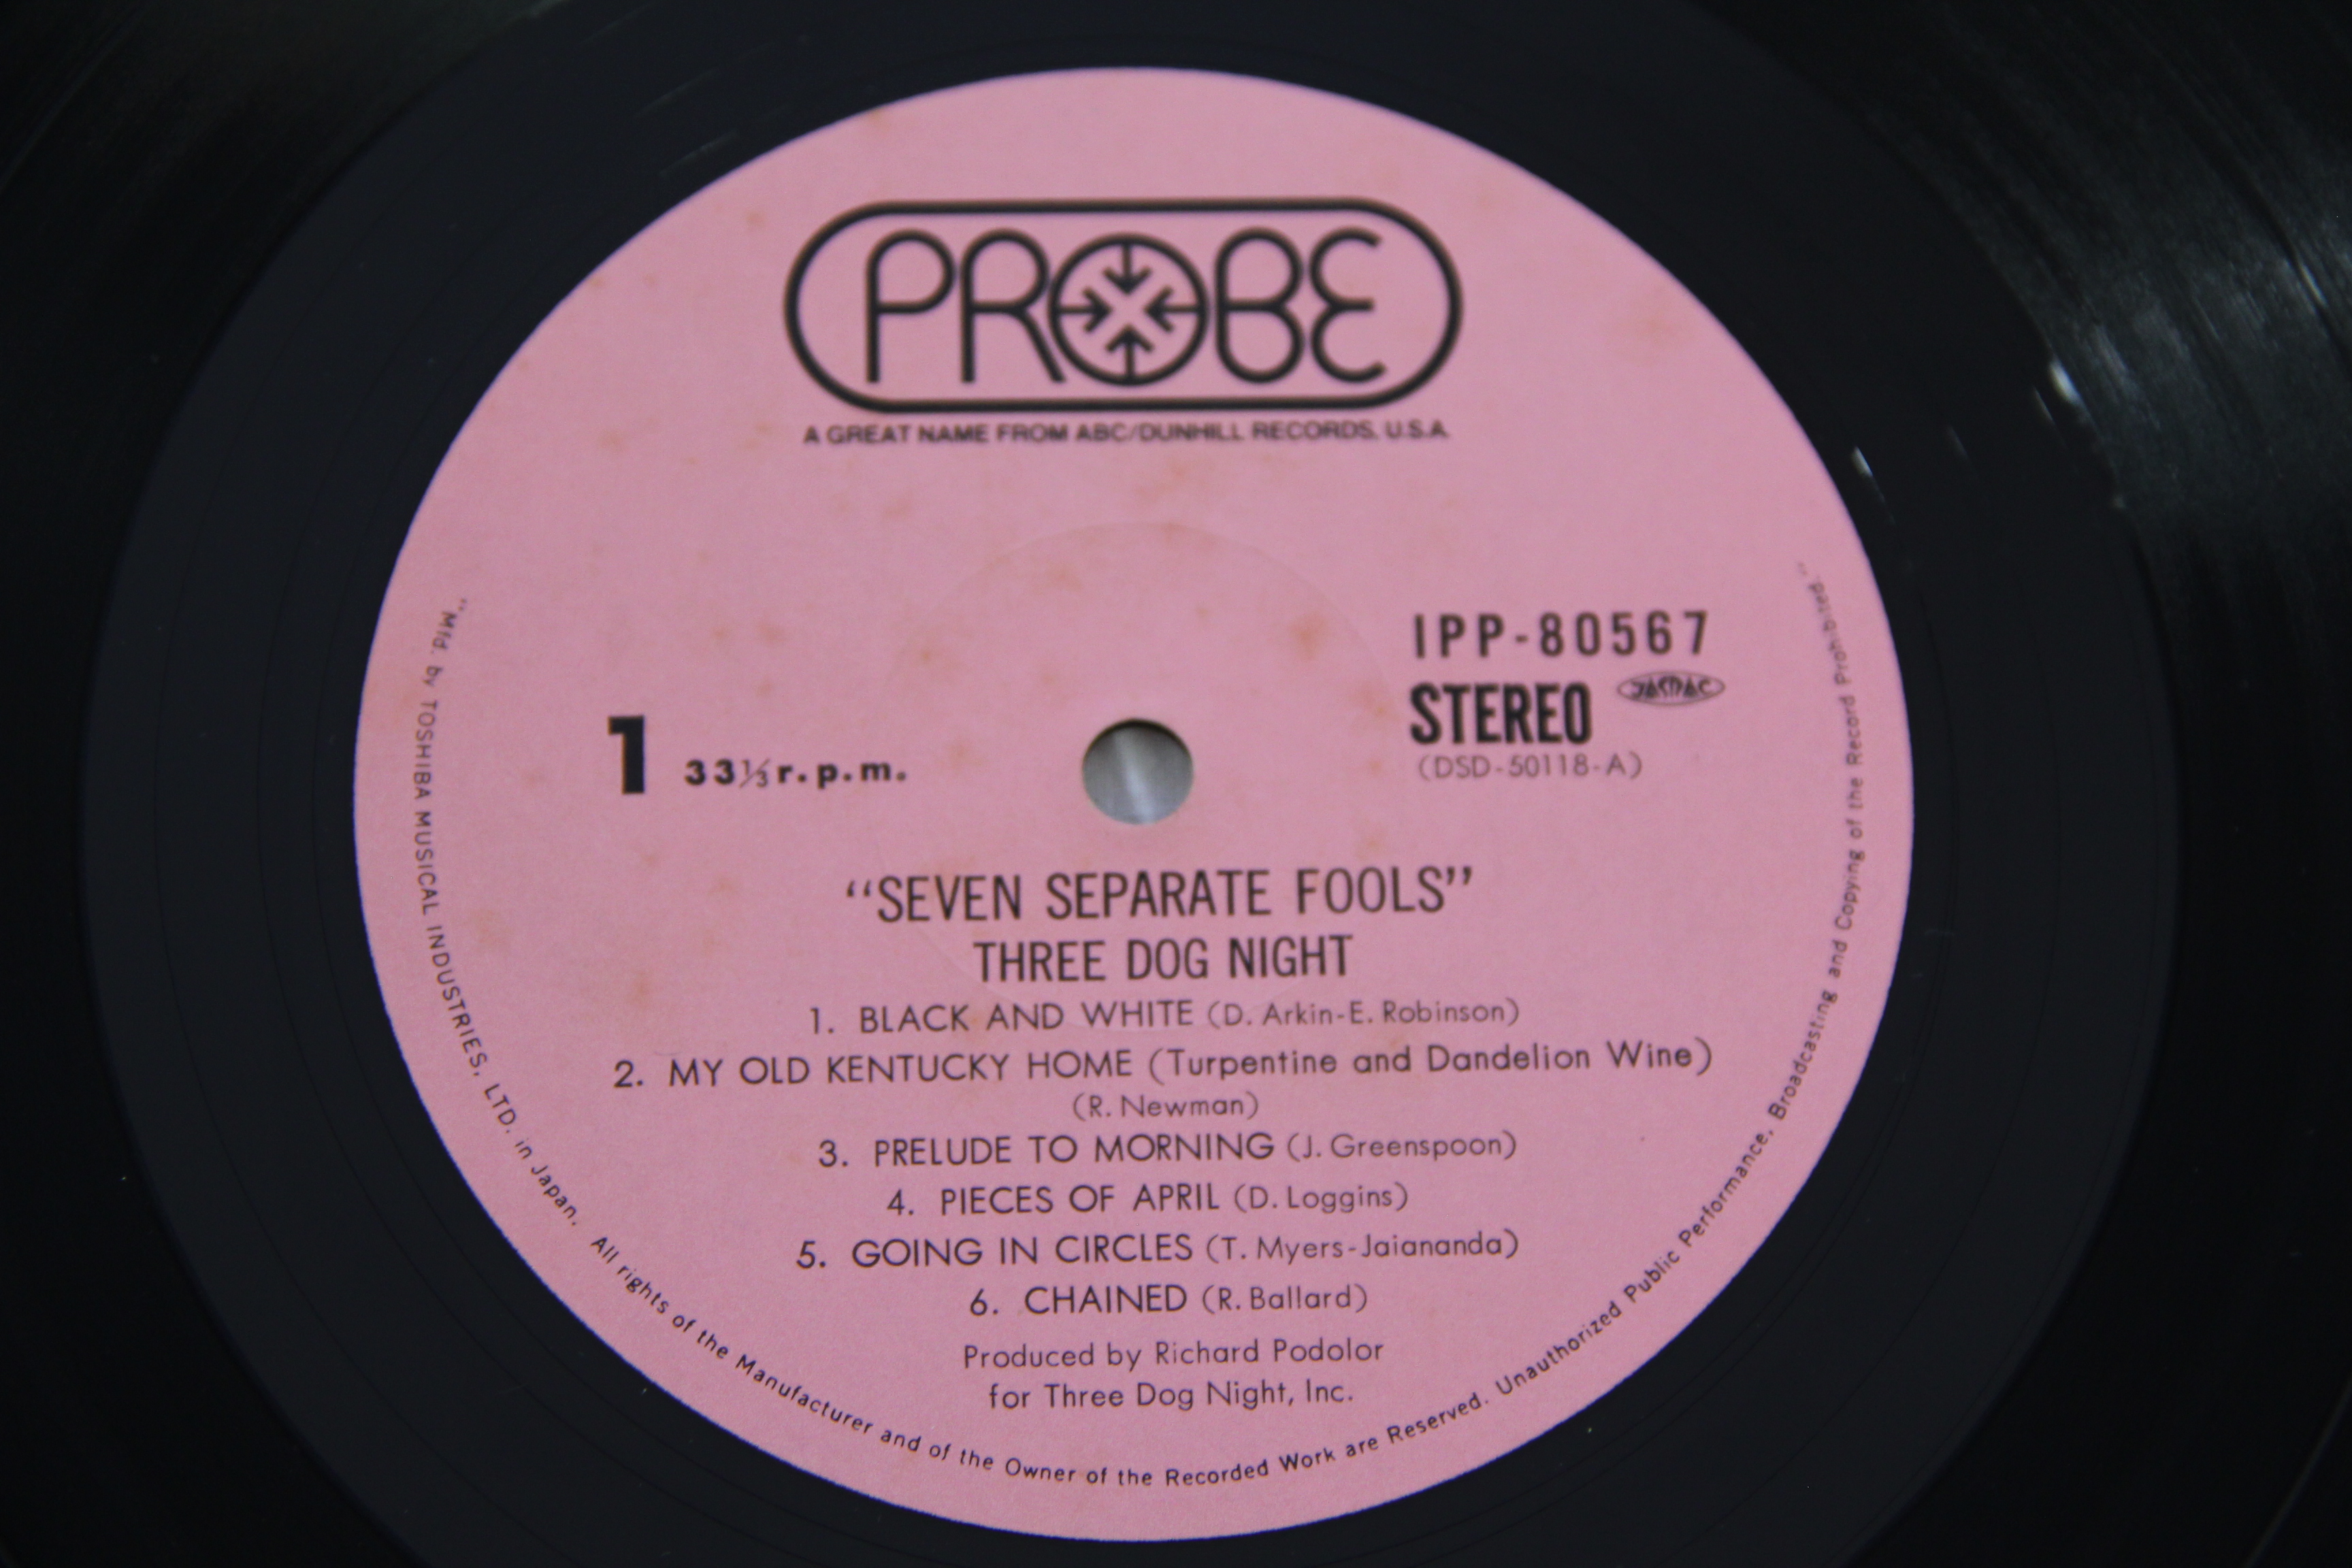 PROBE
A GREAT NAME FROM ABC/DUNHILL RECORDS, U.S.A.
IPP-80567
STEREO JASRAC
(DSD-50118-A)
1 33⅓ r.p.m.
“SEVEN SEPARATE FOOLS”
THREE DOG NIGHT
1. BLACK AND WHITE (D. Arkin-E. Robinson)
2. MY OLD KENTUCKY HOME (Turpentine and Dandelion Wine)
(R. Newman)
3. PRELUDE TO MORNING (J. Greenspoon)
4. PIECES OF APRIL (D. Loggins)
5. GOING IN CIRCLES (T. Myers-Jaiananda)
6. CHAINED (R. Ballard)
Produced by Richard Podolor
for Three Dog Night, Inc.
"Mfd. by TOSHIBA MUSICAL INDUSTRIES, LTD. in Japan. All rights of the Manufacturer and of the Owner of the Recorded Work are Reserved. Unauthorized Public Performance, Broadcasting and Copying of the Record Prohibited."